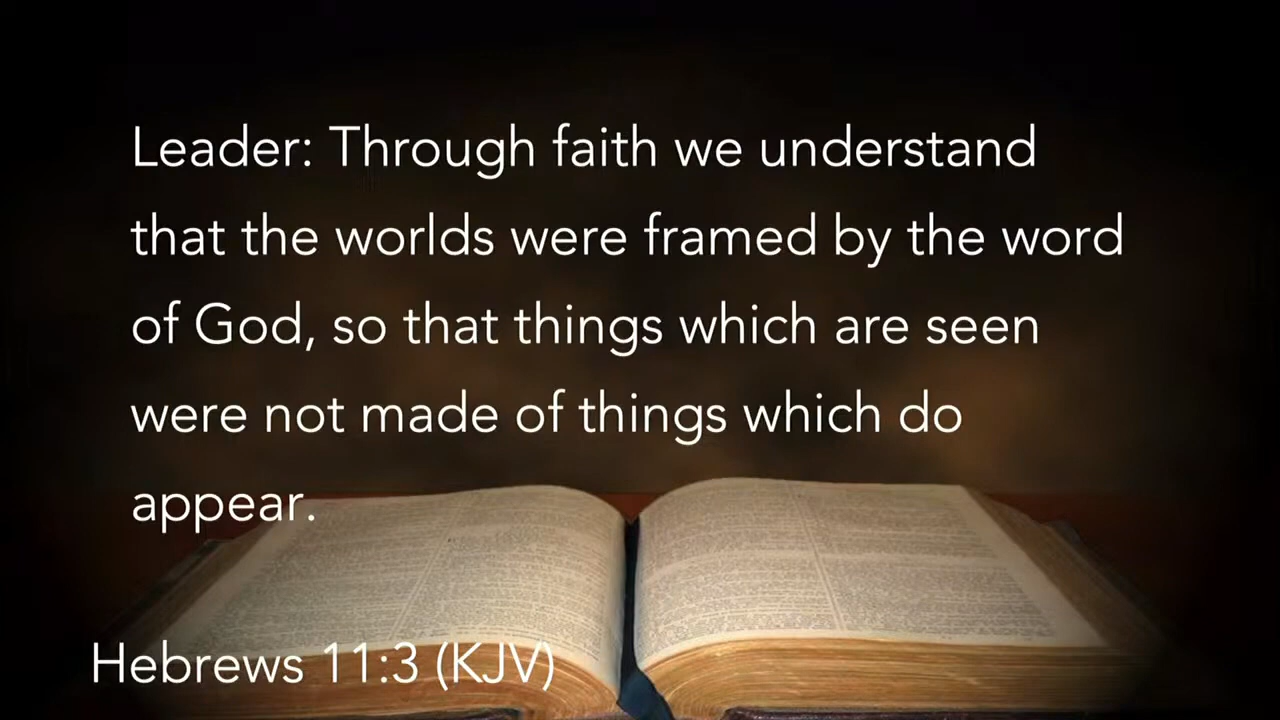 Leader: Through faith we understand
that the worlds were framed by the word
of God, so that things which are seen
were not made of things which do
appear.
Hebrews 11:3 (KJV)